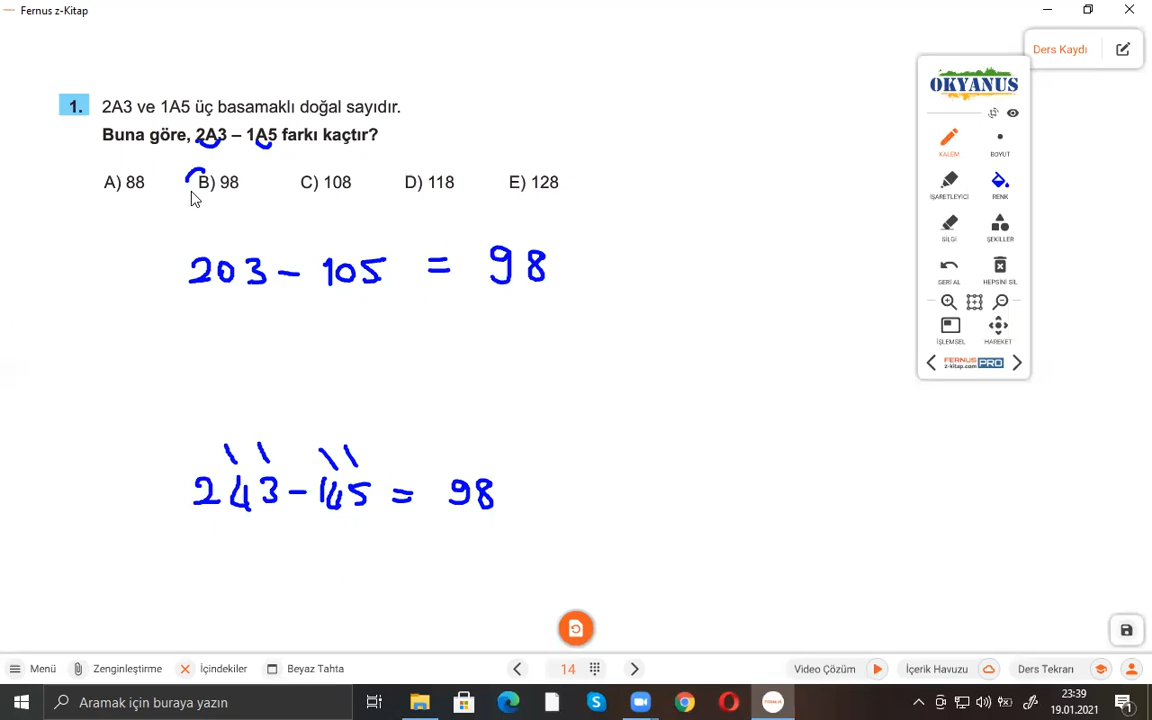 Fernus z-Kitap
Ders Kaydı
OKYANUS
KALEM BOYUT
İŞARETLEYİCİ RENK
SİLGİ ŞEKİLLER
GERİ AL HEPSİNİ SİL
İŞLEMSEL HAREKET
FERNUS z-kitap.com PRO
1. 2A3 ve 1A5 üç basamaklı doğal sayıdır.
Buna göre, 2A3 – 1A5 farkı kaçtır?
A) 88 B) 98 C) 108 D) 118 E) 128
203 – 105 = 98
243 – 145 = 98
Menü Zenginleştirme İçindekiler Beyaz Tahta 14 Video Çözüm İçerik Havuzu Ders Tekrarı
Aramak için buraya yazın
23:39
19.01.2021
1